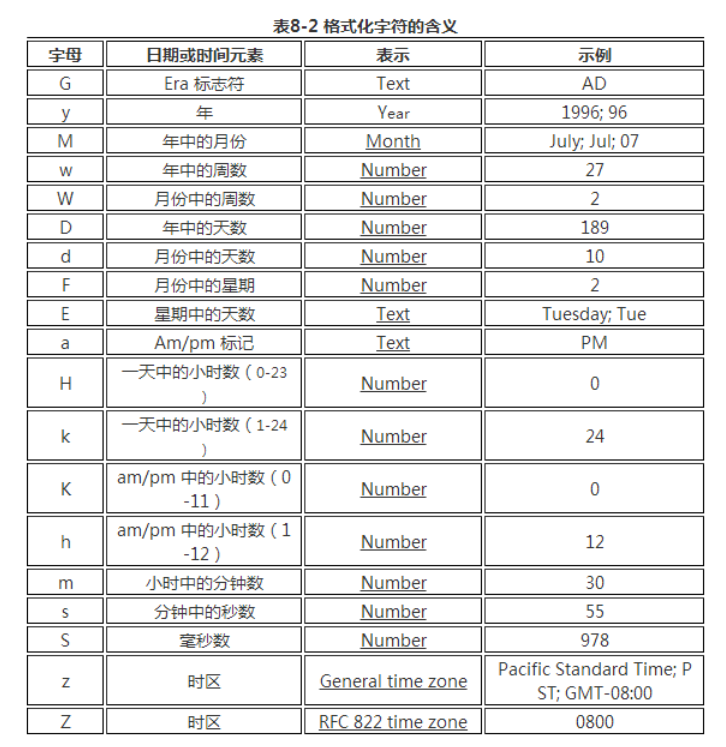 表8-2 格式化字符的含义
字母 日期或时间元素 表示 示例
G Era 标志符 Text AD
y 年 Year 1996; 96
M 年中的月份 Month July; Jul; 07
w 年中的周数 Number 27
W 月份中的周数 Number 2
D 年中的天数 Number 189
d 月份中的天数 Number 10
F 月份中的星期 Number 2
E 星期中的天数 Text Tuesday; Tue
a Am/pm 标记 Text PM
H 一天中的小时数（0-23 Number 0
）
k 一天中的小时数（1-24 Number 24
）
K am/pm 中的小时数（0 Number 0
-11）
h am/pm 中的小时数（1 Number 12
-12）
m 小时中的分钟数 Number 30
s 分钟中的秒数 Number 55
S 毫秒数 Number 978
z 时区 General time zone Pacific Standard Time; P
ST; GMT-08:00
Z 时区 RFC 822 time zone 0800